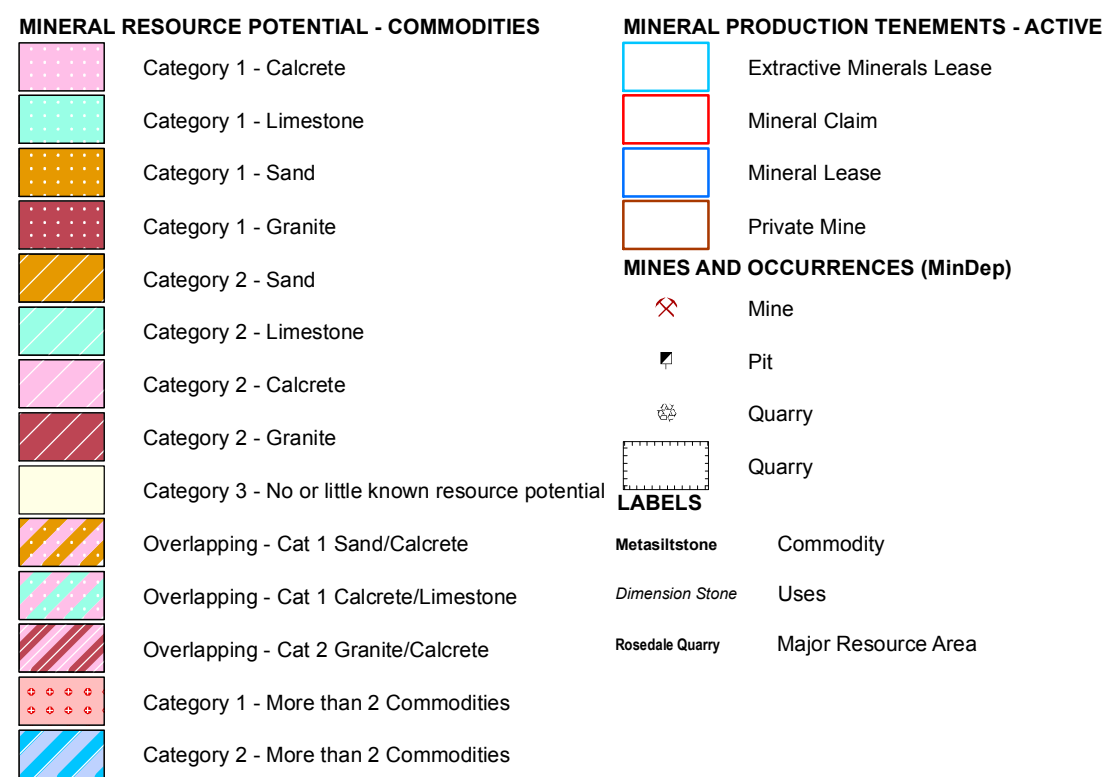 MINERAL RESOURCE POTENTIAL - COMMODITIES
Category 1 - Calcrete
Category 1 - Limestone
Category 1 - Sand
Category 1 - Granite
Category 2 - Sand
Category 2 - Limestone
Category 2 - Calcrete
Category 2 - Granite
Category 3 - No or little known resource potential
Overlapping - Cat 1 Sand/Calcrete
Overlapping - Cat 1 Calcrete/Limestone
Overlapping - Cat 2 Granite/Calcrete
Category 1 - More than 2 Commodities
Category 2 - More than 2 Commodities
MINERAL PRODUCTION TENEMENTS - ACTIVE
Extractive Minerals Lease
Mineral Claim
Mineral Lease
Private Mine
MINES AND OCCURRENCES (MinDep)
Mine
Pit
Quarry
Quarry
LABELS
Metasiltstone Commodity
Dimension Stone Uses
Rosedale Quarry Major Resource Area